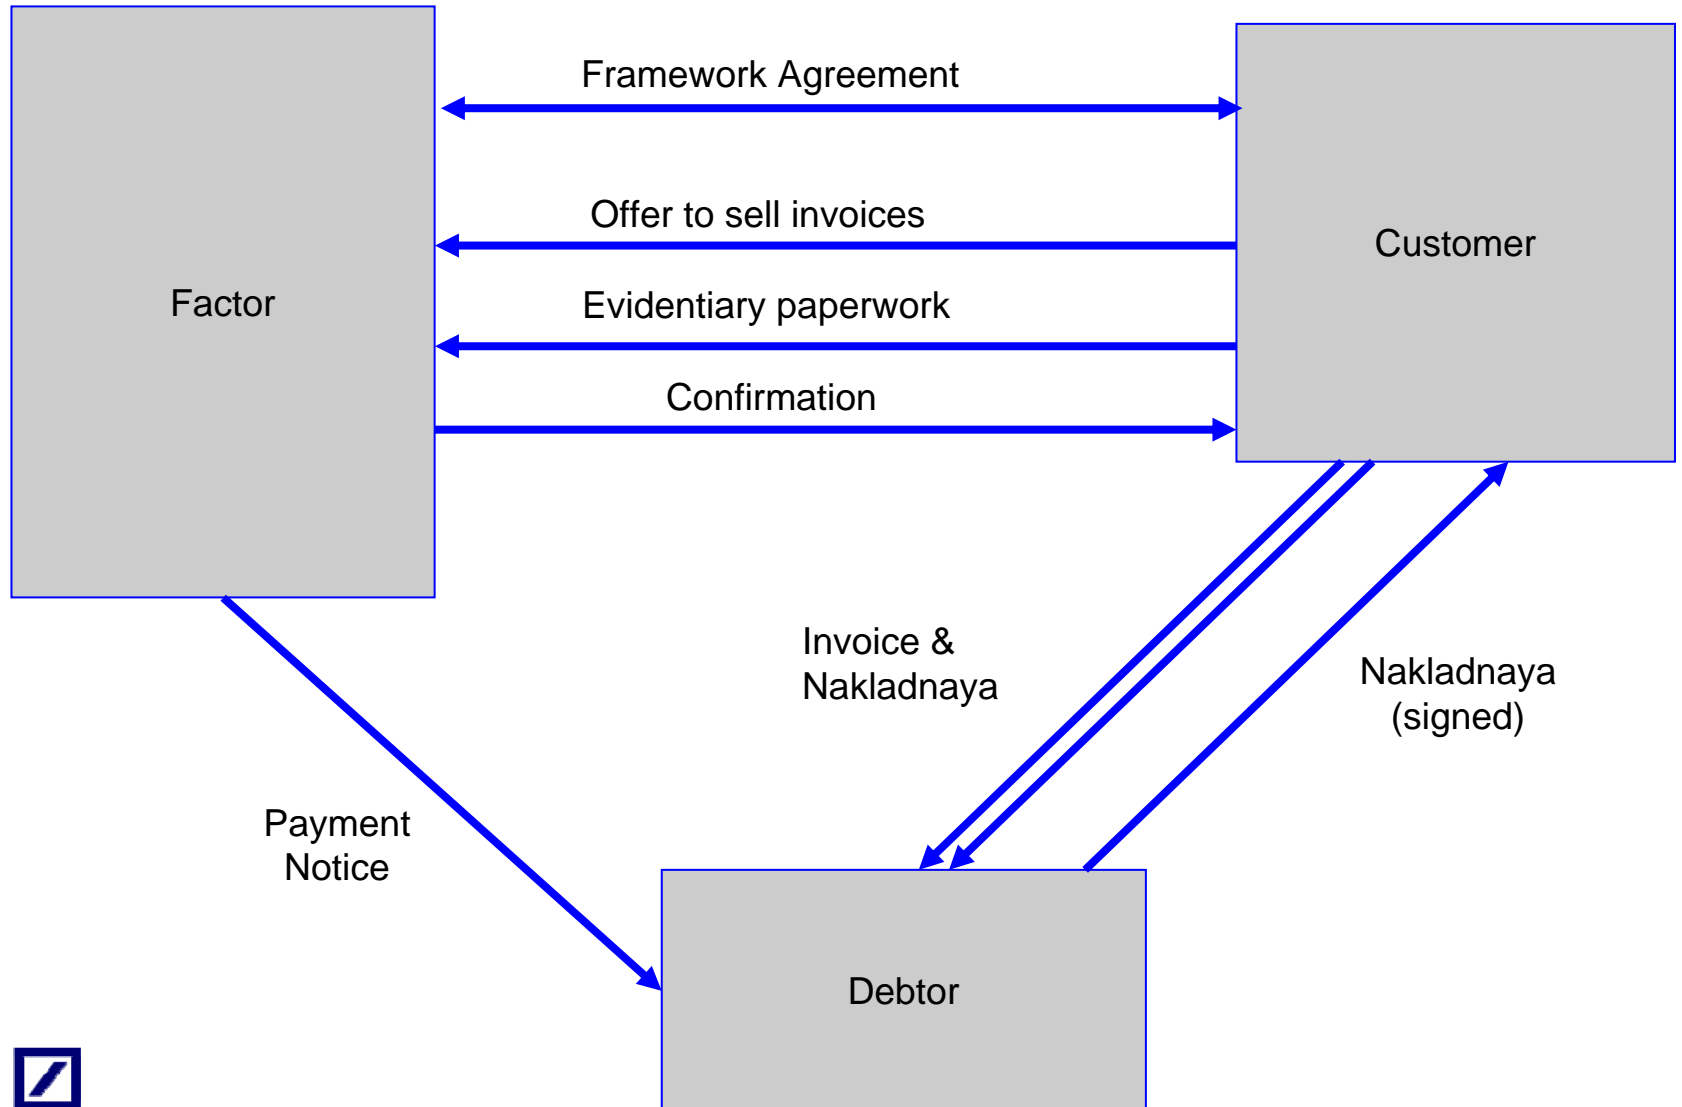 Framework Agreement
Offer to sell invoices
Customer
Factor
Evidentiary paperwork
Confirmation
Invoice &
Nakladnaya
Nakladnaya
(signed)
Payment
Notice
Debtor